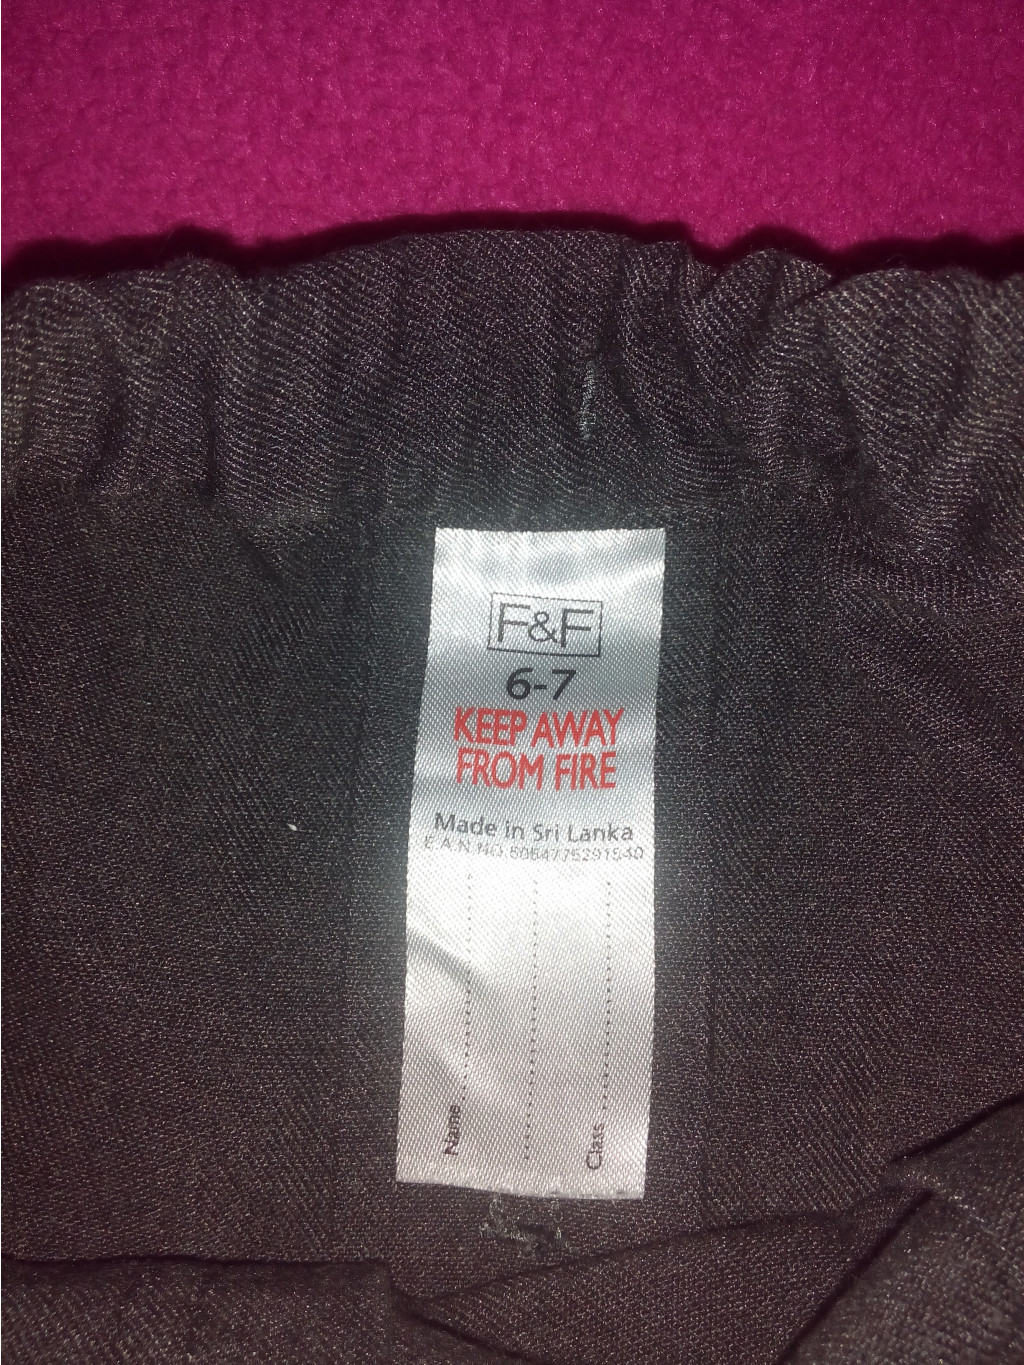 F&F
6-7
KEEP AWAY
FROM FIRE
Made in Sri Lanka
E.A.N NO.5054775291540
Name
Class